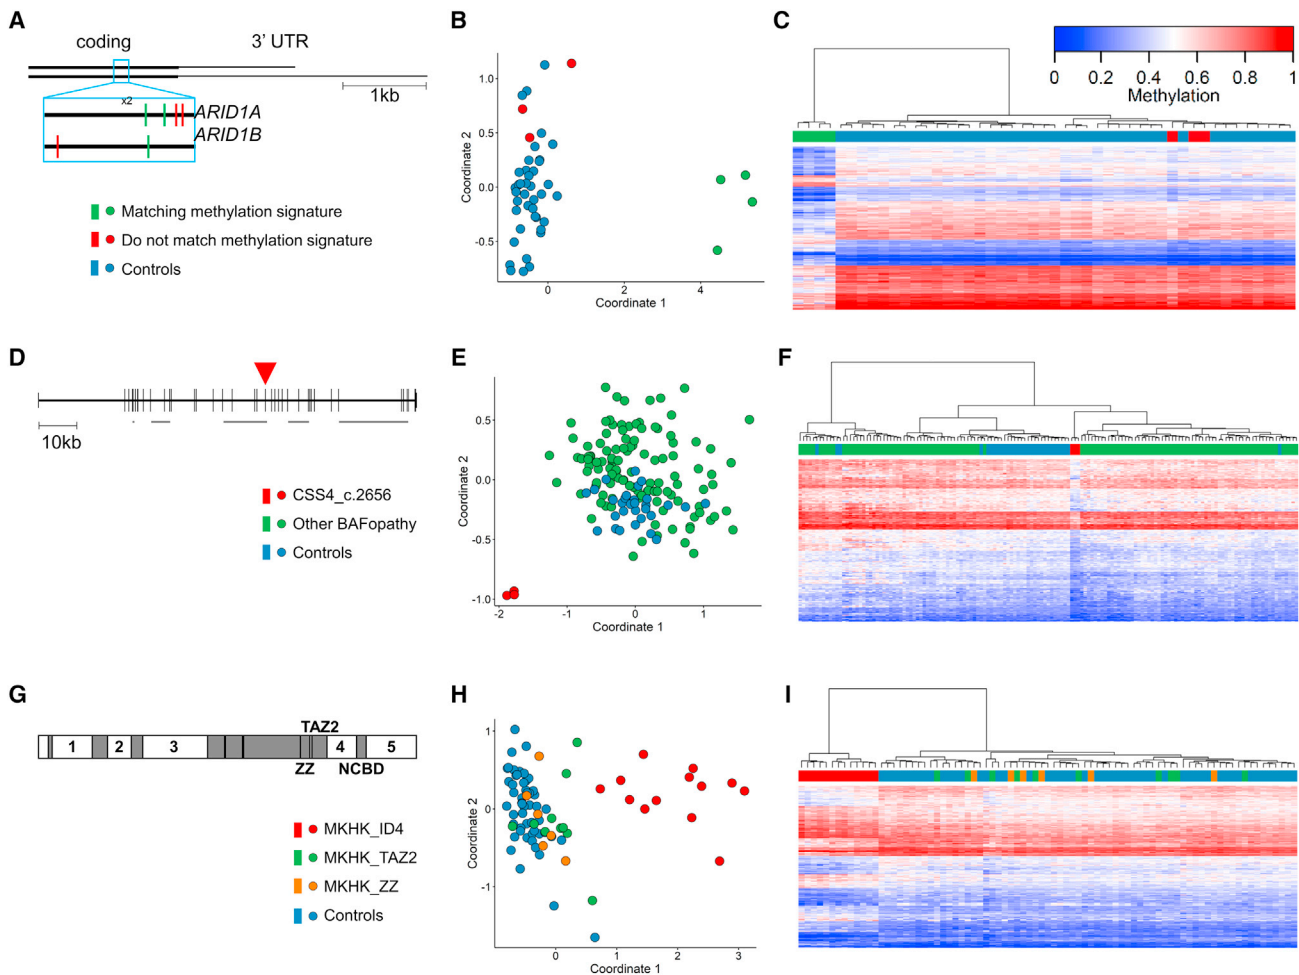 A
coding
3' UTR
1kb
x2
ARID1A
ARID1B
Matching methylation signature
Do not match methylation signature
Controls
B
1.0
0.5
0.0
-0.5
Coordinate 2
0
2
4
Coordinate 1
C
0
0.2
0.4
0.6
0.8
1
Methylation
D
10kb
CSS4_c.2656
Other BAFopathy
Controls
E
0.5
0.0
-0.5
-1.0
Coordinate 2
-2
-1
0
1
Coordinate 1
F
G
TAZ2
1
2
3
4
5
ZZ
NCBD
MKHK_ID4
MKHK_TAZ2
MKHK_ZZ
Controls
H
1
0
-1
Coordinate 2
0
1
2
3
Coordinate 1
I